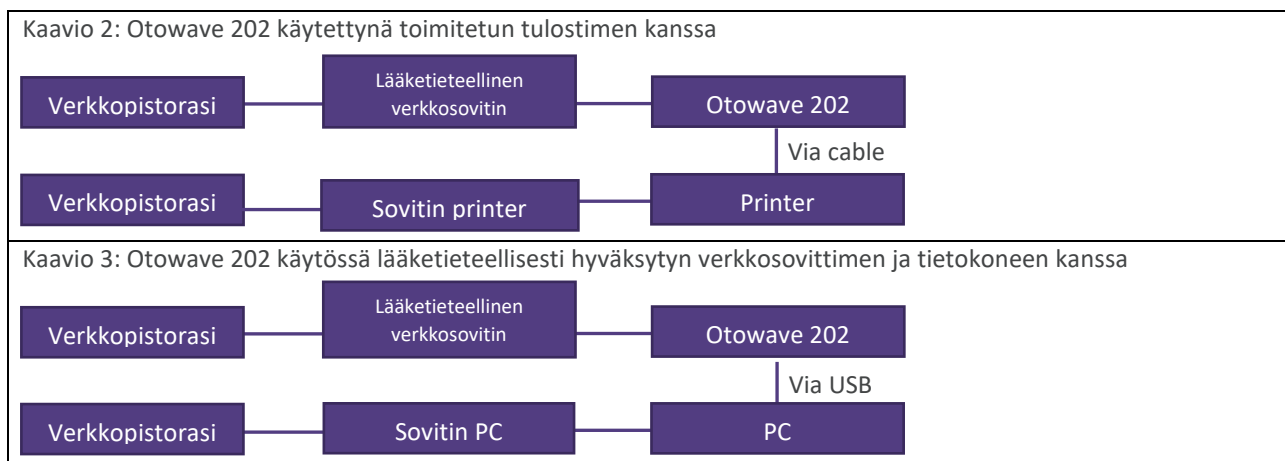 Kaavio 2: Otowave 202 käytettynä toimitetun tulostimen kanssa
Verkkopistorasi
Lääketieteellinen
verkkosovitin
Otowave 202
Via cable
Verkkopistorasi
Sovitin printer
Printer
Kaavio 3: Otowave 202 käytössä lääketieteellisesti hyväksytyn verkkosovittimen ja tietokoneen kanssa
Verkkopistorasi
Lääketieteellinen
verkkosovitin
Otowave 202
Via USB
Verkkopistorasi
Sovitin PC
PC